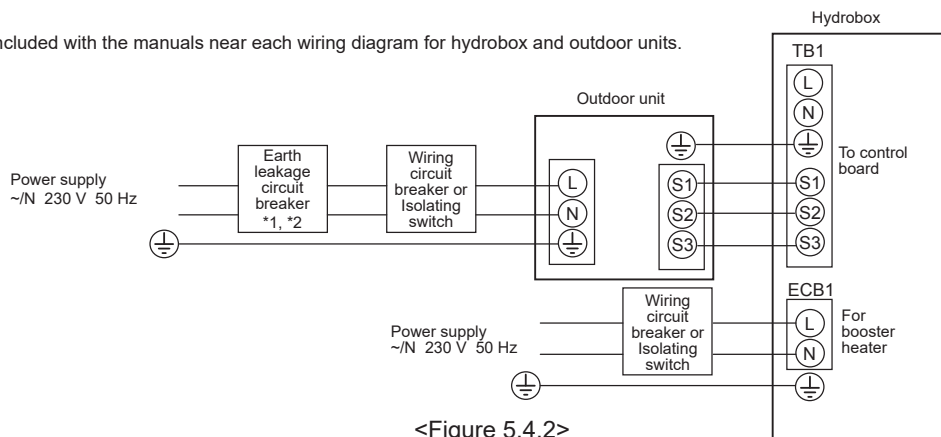 Hydrobox
ncluded with the manuals near each wiring diagram for hydrobox and outdoor units.
TB1
L
N
To control
board
S1
S2
S3
Outdoor unit
Power supply
~/N 230 V 50 Hz
Earth
leakage
circuit
breaker
*1, *2
Wiring
circuit
breaker or
Isolating
switch
L
N
S1
S2
S3
ECB1
L
N
For
booster
heater
Power supply
~/N 230 V 50 Hz
Wiring
circuit
breaker or
Isolating
switch
<Figure 5.4.2>